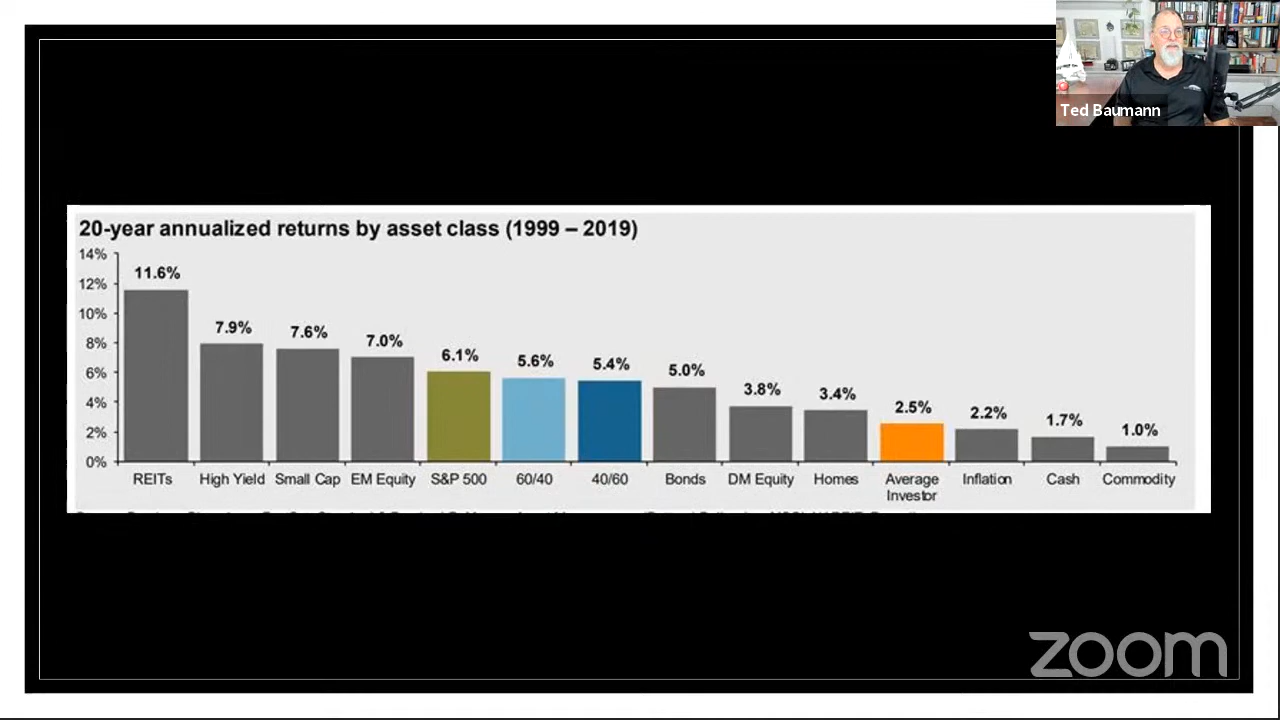 Ted Baumann
20-year annualized returns by asset class (1999 – 2019)
14%
12%
10%
8%
6%
4%
2%
0%
11.6%
7.9%
7.6%
7.0%
6.1%
5.6%
5.4%
5.0%
3.8%
3.4%
2.5%
2.2%
1.7%
1.0%
REITs
High Yield
Small Cap
EM Equity
S&P 500
60/40
40/60
Bonds
DM Equity
Homes
Average
Investor
Inflation
Cash
Commodity
zoom